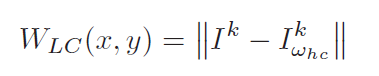 $W_{LC}(x, y) = \left\| I^k - I^k_{\omega_{hc}} \right\|$